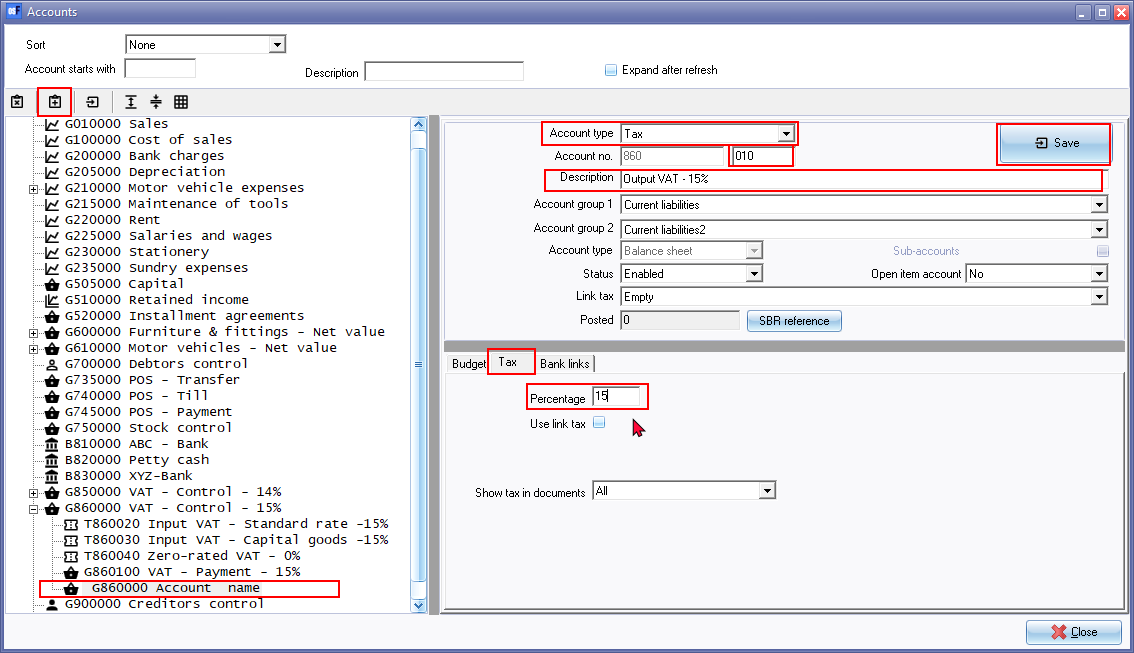 Accounts
Sort None
Account starts with
Description
Expand after refresh
G010000 Sales
G100000 Cost of sales
G200000 Bank charges
G205000 Depreciation
G210000 Motor vehicle expenses
G215000 Maintenance of tools
G220000 Rent
G225000 Salaries and wages
G230000 Stationery
G235000 Sundry expenses
G505000 Capital
G510000 Retained income
G520000 Installment agreements
G600000 Furniture & fittings - Net value
G610000 Motor vehicles - Net value
G700000 Debtors control
G735000 POS - Transfer
G740000 POS - Till
G745000 POS - Payment
G750000 Stock control
B810000 ABC - Bank
B820000 Petty cash
B830000 XYZ-Bank
G850000 VAT - Control - 14%
G860000 VAT - Control - 15%
T860020 Input VAT - Standard rate -15%
T860030 Input VAT - Capital goods -15%
T860040 Zero-rated VAT - 0%
G860100 VAT - Payment - 15%
G860000 Account name
G900000 Creditors control
Account type Tax
Save
Account no. 860 010
Description Output VAT - 15%
Account group 1 Current liabilities
Account group 2 Current liabilities2
Account type Balance sheet Sub-accounts
Status Enabled Open item account No
Link tax Empty
Posted 0 SBR reference
Budget Tax Bank links
Percentage 15
Use link tax
Show tax in documents All
Close